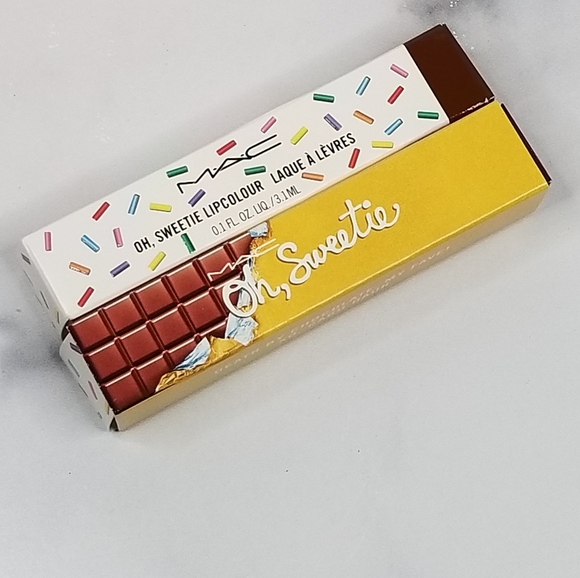 MAC
OH, SWEETIE LIPCOLOUR LAQUE À LÈVRES
0.1 FL.OZ.LIQ./3.1 ML
MAC
Oh, Sweetie